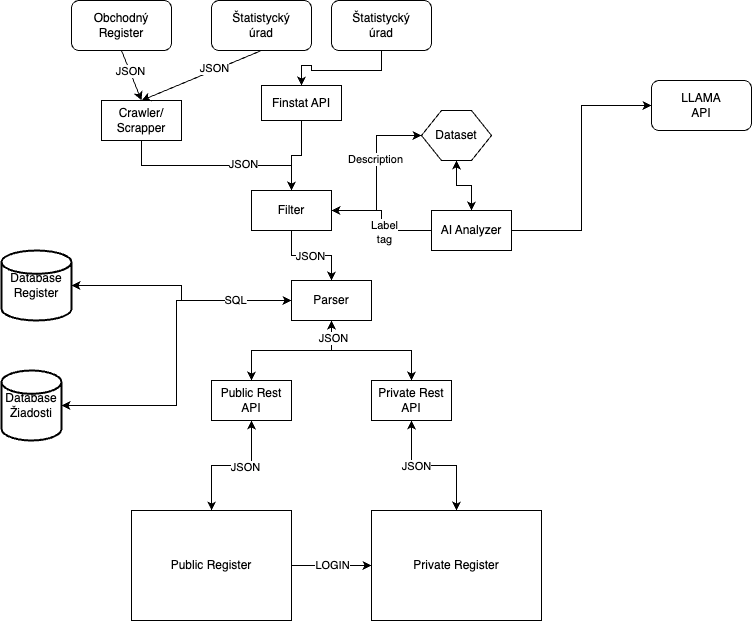 Obchodný
Register
Štatistycký
úrad
Štatistycký
úrad
JSON
JSON
Crawler/
Scrapper
Finstat API
LLAMA
API
Dataset
Description
JSON
Filter
Label
tag
AI Analyzer
JSON
Database
Register
SQL
Parser
JSON
Database
Žiadosti
Public Rest
API
Private Rest
API
JSON
JSON
Public Register
LOGIN
Private Register